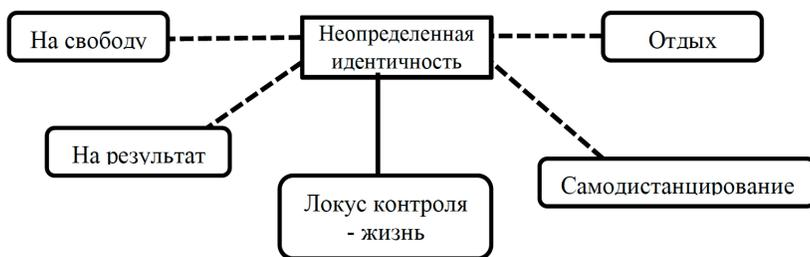 На свободу
Неопределенная
идентичность
Отдых
На результат
Локус контроля
- жизнь
Самодистанцирование